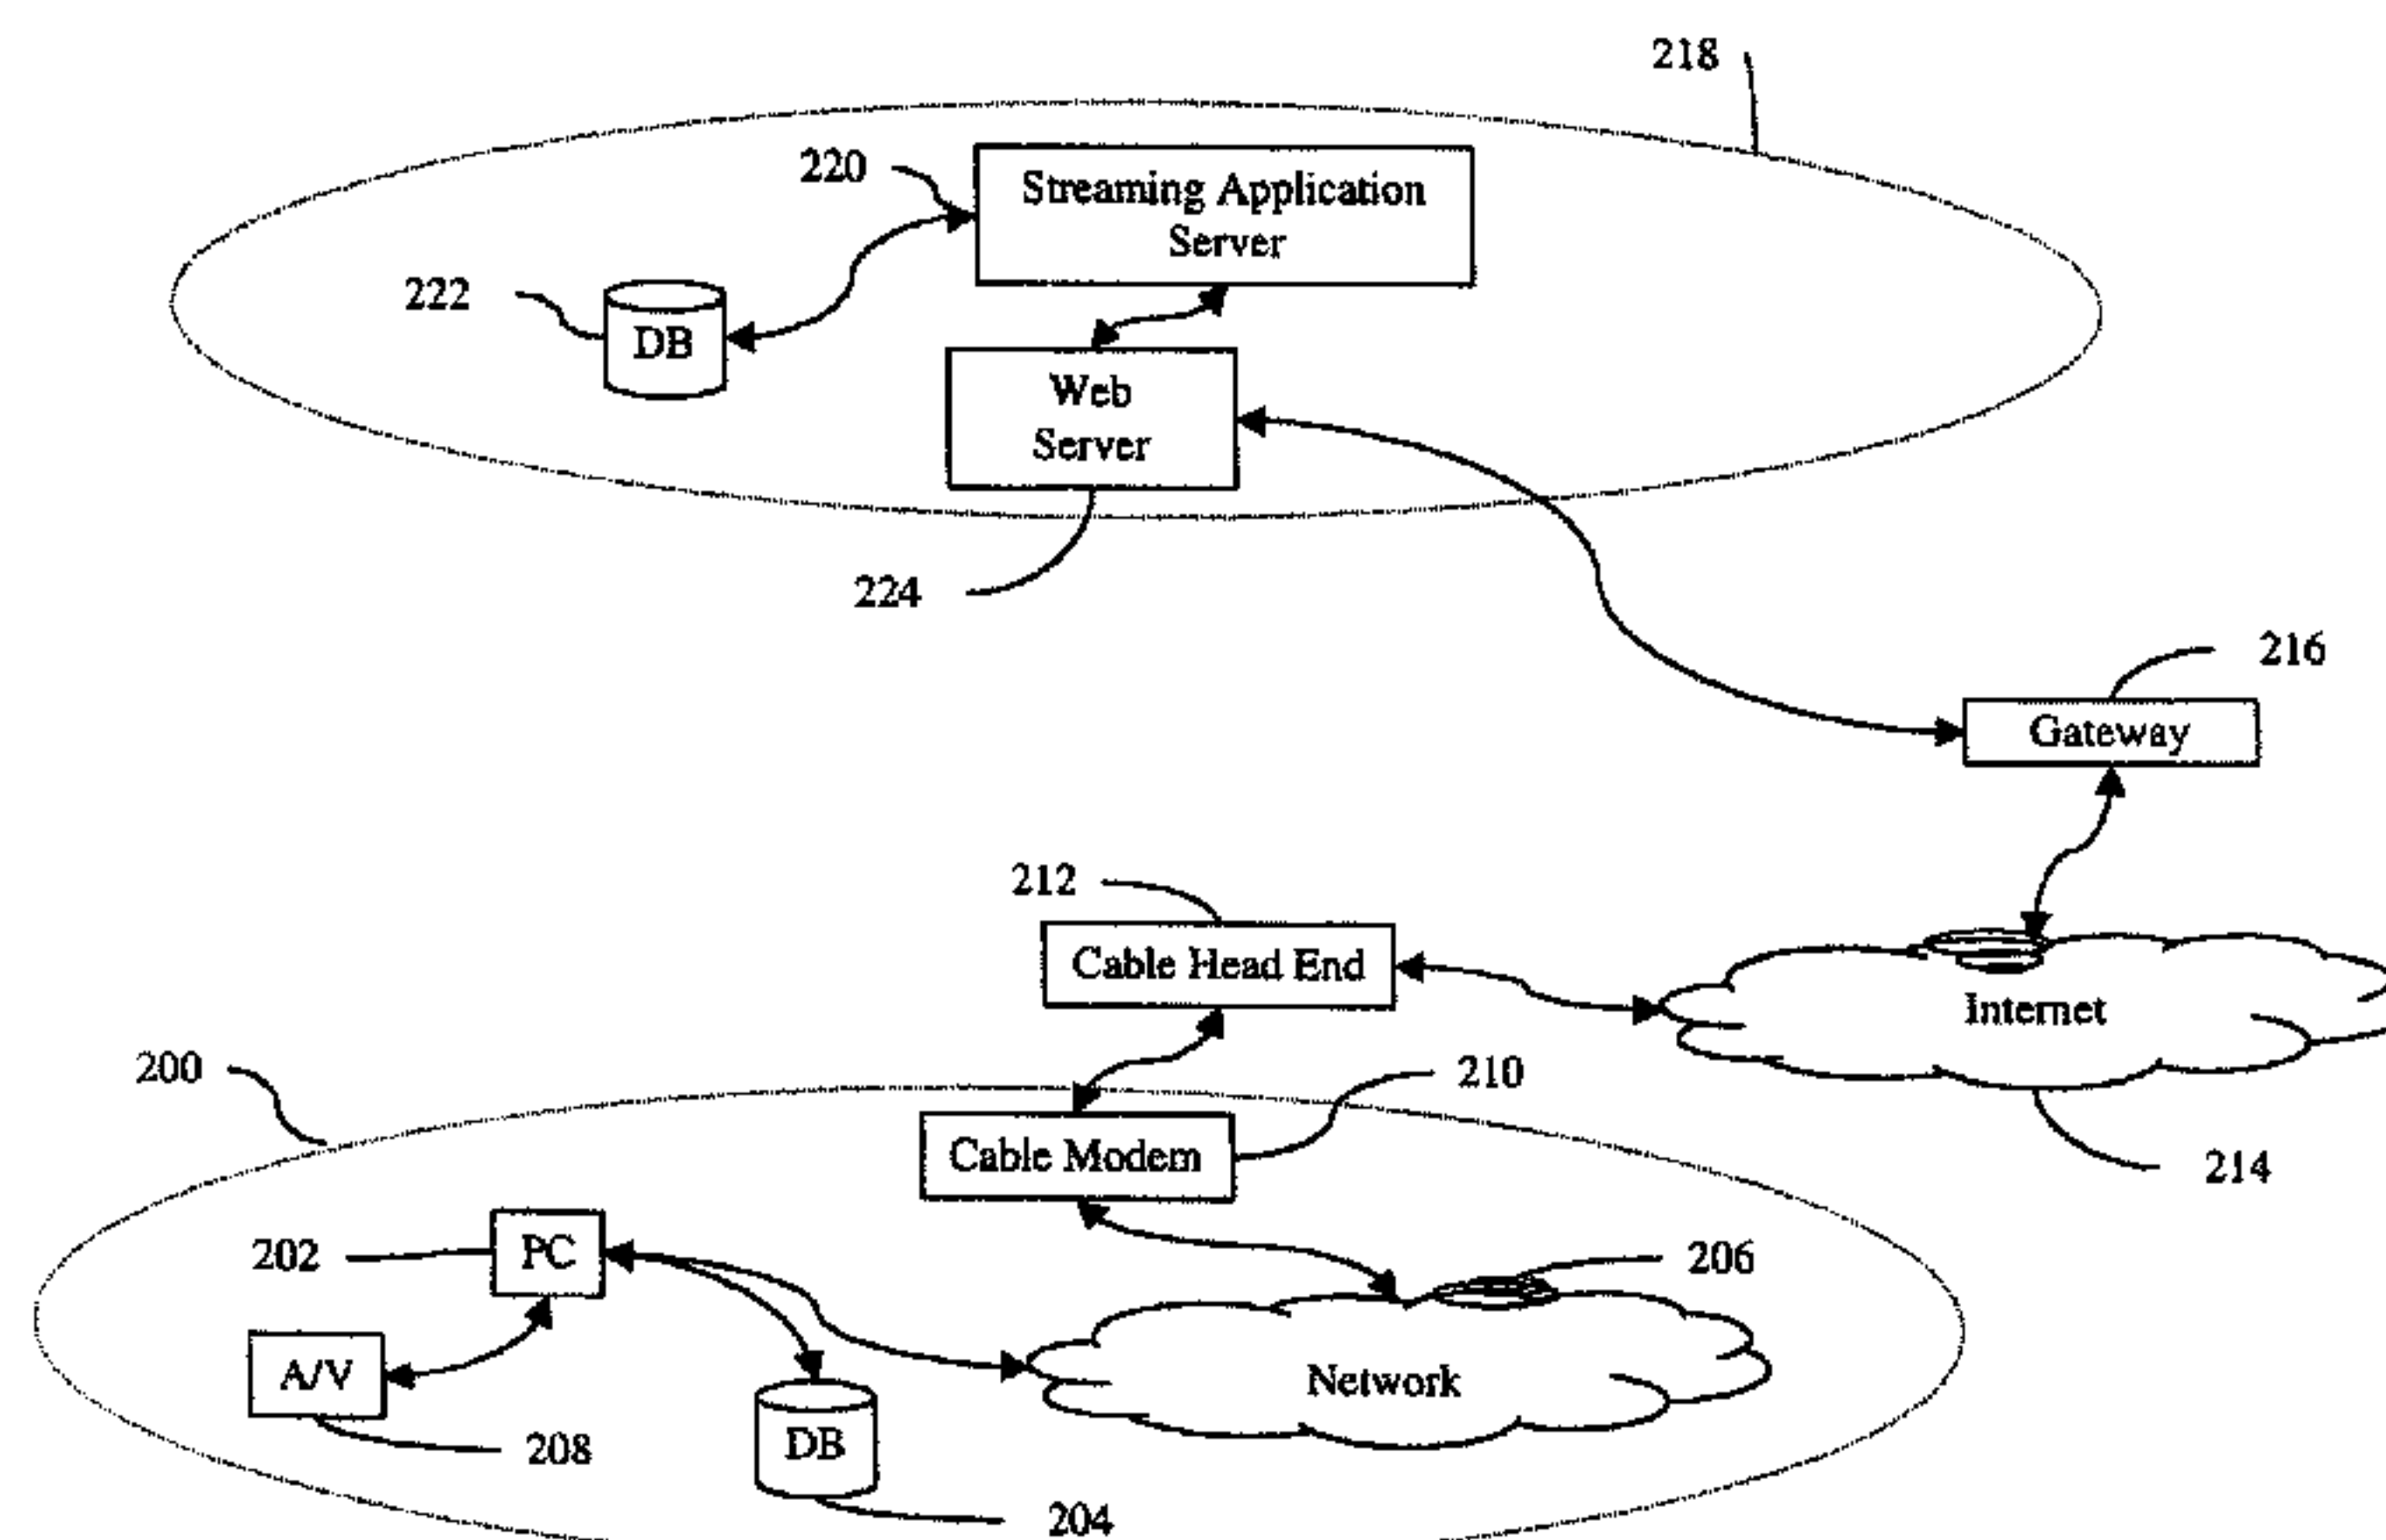 218
220
Streaming Application
Server
222
DB
Web
Server
224
216
Gateway
212
Cable Head End
Internet
200
210
Cable Modem
214
202
PC
206
A/V
Network
208
DB
204